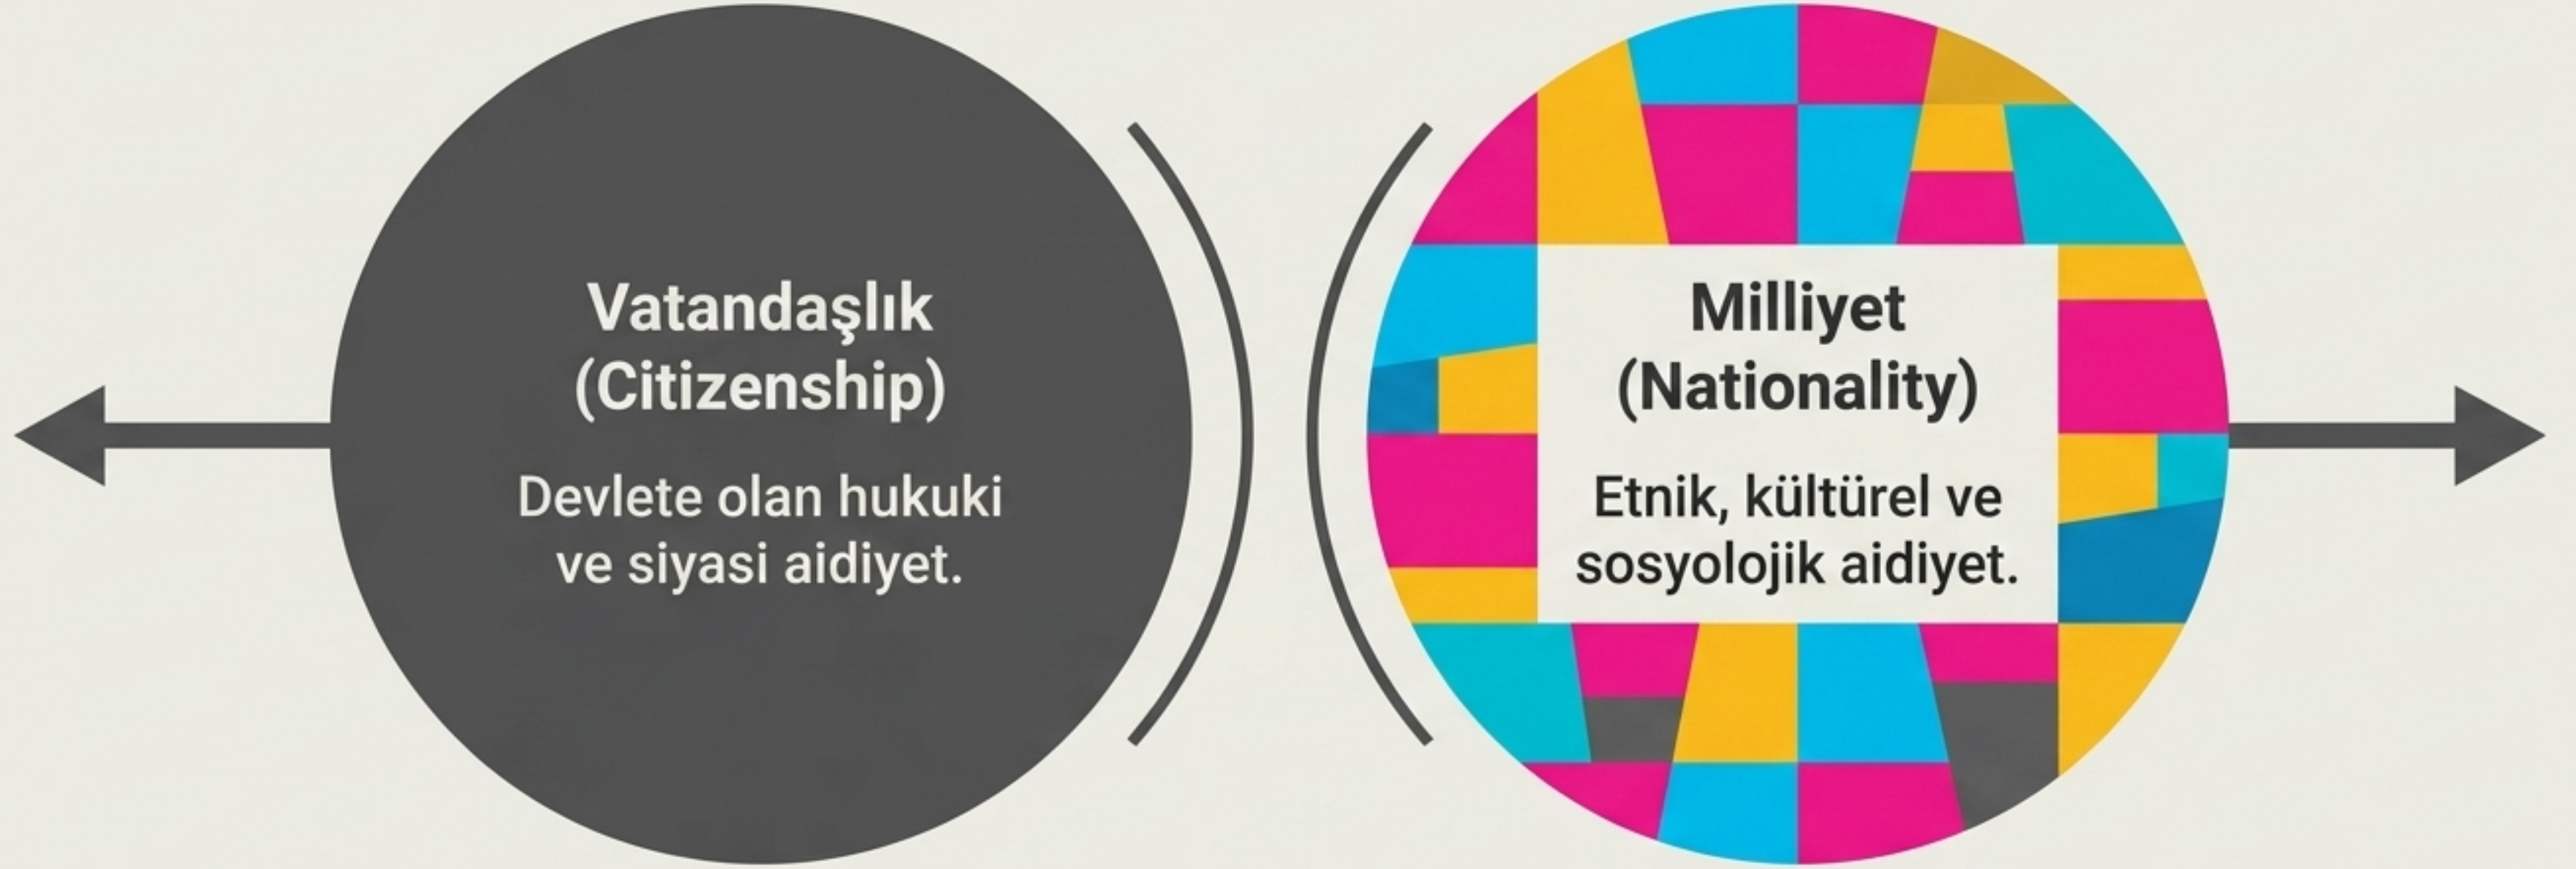 Vatandaşlık
(Citizenship)
Devlete olan hukuki
ve siyasi aidiyet.
Milliyet
(Nationality)
Etnik, kültürel ve
sosyolojik aidiyet.